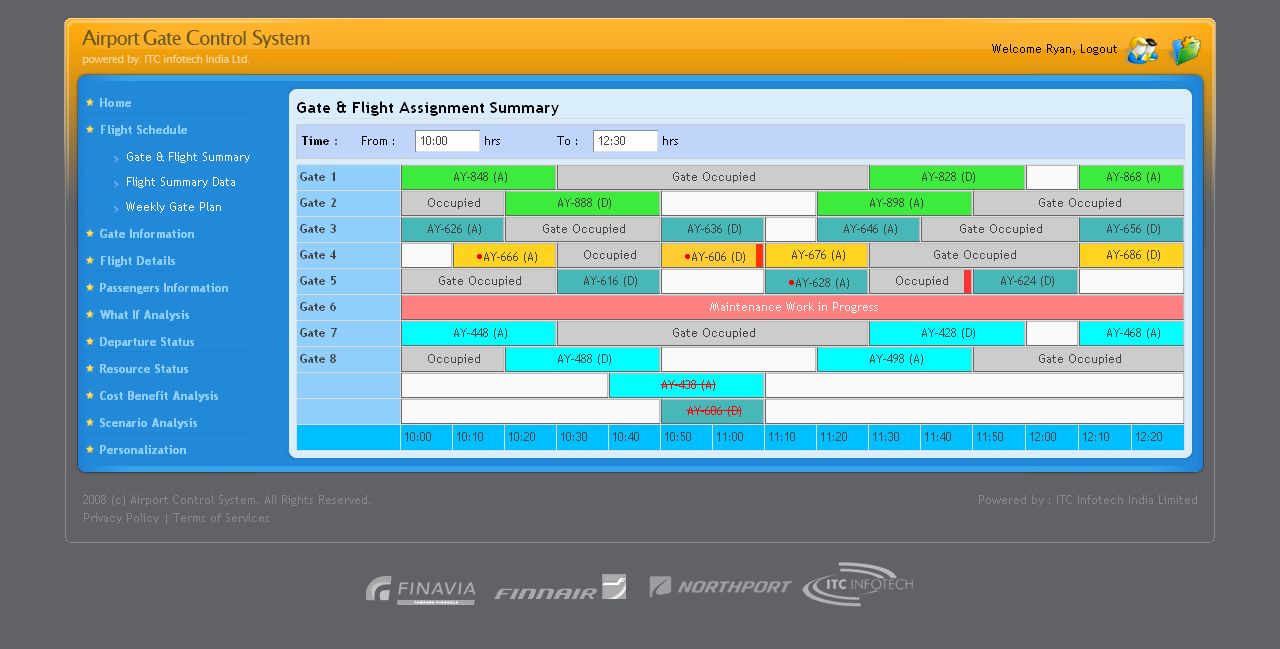 Airport Gate Control System
powered by: ITC infotech India Ltd.
Welcome Ryan, Logout
Home
Flight Schedule
Gate & Flight Summary
Flight Summary Data
Weekly Gate Plan
Gate Information
Flight Details
Passengers Information
What If Analysis
Departure Status
Resource Status
Cost Benefit Analysis
Scenario Analysis
Personalization
Gate & Flight Assignment Summary
Time : From : 10:00 hrs To : 12:30 hrs
Gate 1 AY-848 (A) Gate Occupied AY-828 (D) AY-868 (A)
Gate 2 Occupied AY-888 (D) AY-898 (A) Gate Occupied
Gate 3 AY-626 (A) Gate Occupied AY-636 (D) AY-646 (A) Gate Occupied AY-656 (D)
Gate 4 AY-666 (A) Occupied AY-606 (D) AY-676 (A) Gate Occupied AY-686 (D)
Gate 5 Gate Occupied AY-616 (D) AY-628 (A) Occupied AY-624 (D)
Gate 6 Maintenance Work in Progress
Gate 7 AY-448 (A) Gate Occupied AY-428 (D) AY-468 (A)
Gate 8 Occupied AY-488 (D) AY-498 (A) Gate Occupied
AY-438 (A)
AY-686 (D)
10:00 10:10 10:20 10:30 10:40 10:50 11:00 11:10 11:20 11:30 11:40 11:50 12:00 12:10 12:20
2008 (c) Airport Control System. All Rights Reserved.
Privacy Policy | Terms of Services
Powered by : ITC Infotech India Limited
FINAVIA
FINNAIR
NORTHPORT
ITC INFOTECH